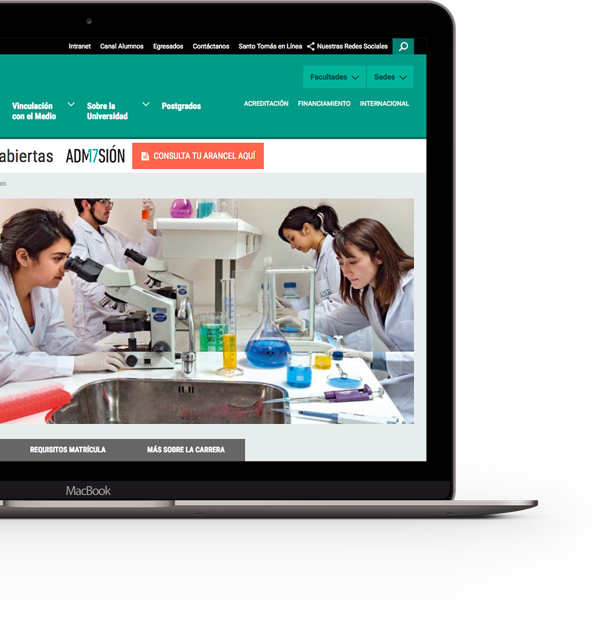 Intranet Canal Alumnos Egresados Contáctanos Santo Tomás en Línea Nuestras Redes Sociales
Facultades Sedes
Vinculación con el Medio
Sobre la Universidad
Postgrados
ACREDITACIÓN FINANCIAMIENTO INTERNACIONAL
abiertas ADM17SIÓN CONSULTA TU ARANCEL AQUÍ
os
REQUISITOS MATRÍCULA MÁS SOBRE LA CARRERA
MacBook